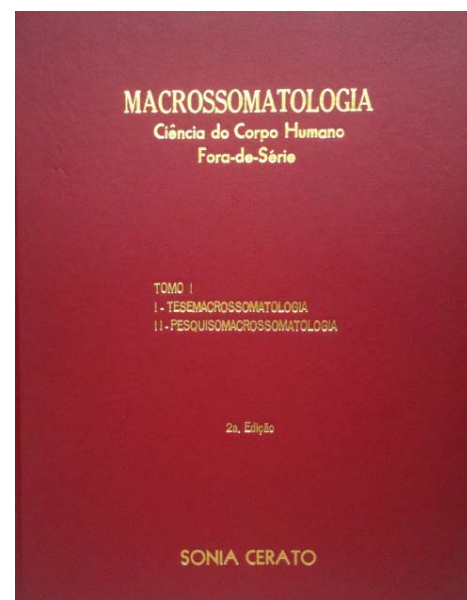 MACROSSOMATOLOGIA
Ciência do Corpo Humano
Fora-de-Série
TOMO I
I - TESEMACROSSOMATOLOGIA
II - PESQUISOMACROSSOMATOLOGIA
2a. Edição
SONIA CERATO